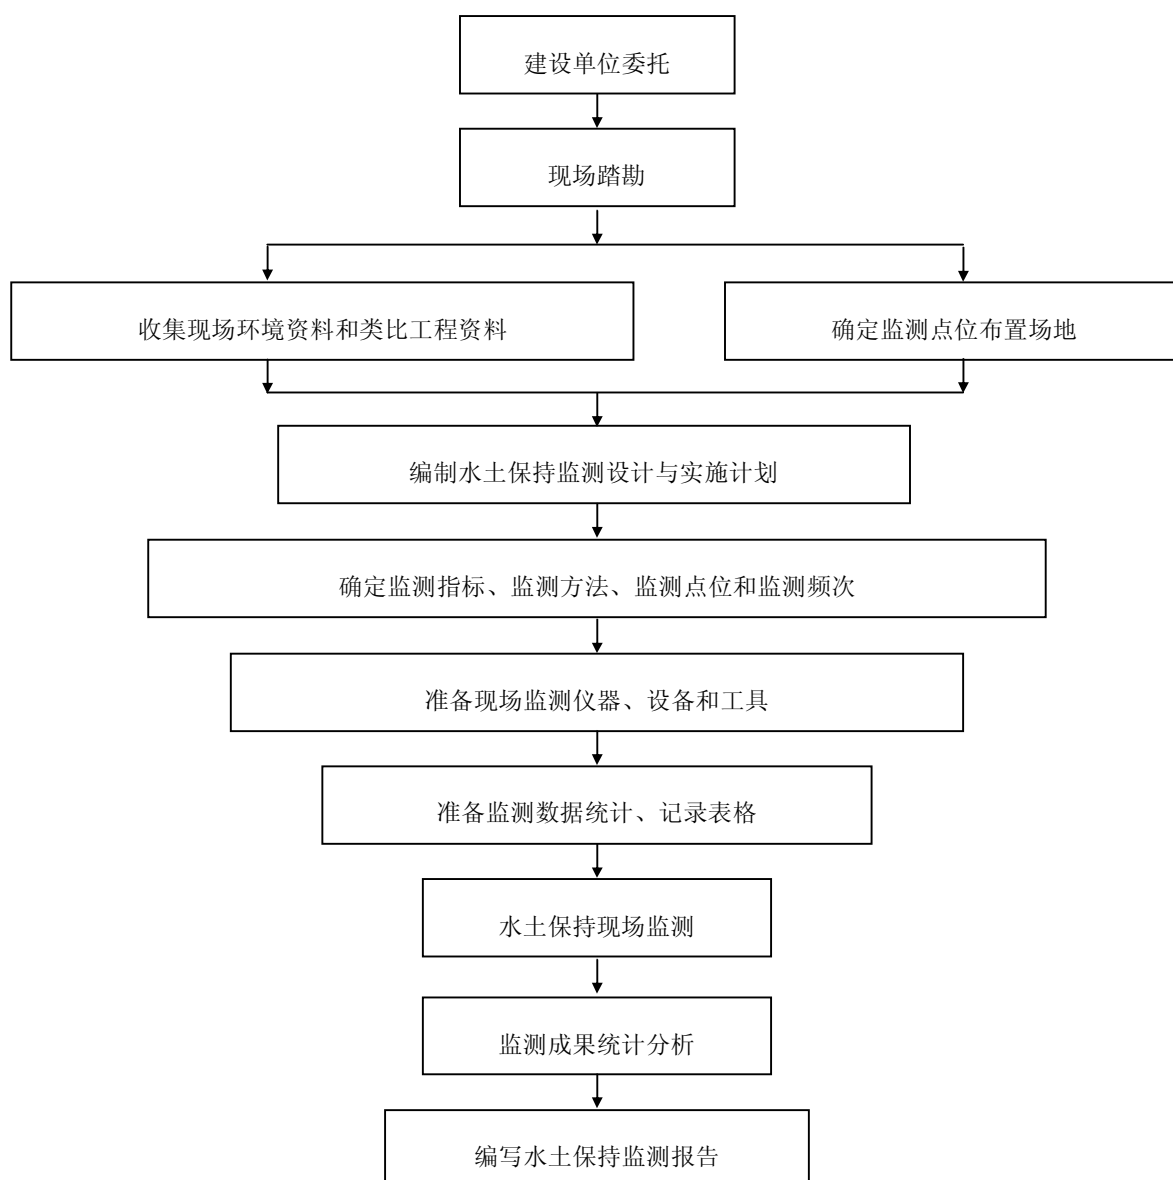 建设单位委托
现场踏勘
收集现场环境资料和类比工程资料
确定监测点位布置场地
编制水土保持监测设计与实施计划
确定监测指标、监测方法、监测点位和监测频次
准备现场监测仪器、设备和工具
准备监测数据统计、记录表格
水土保持现场监测
监测成果统计分析
编写水土保持监测报告